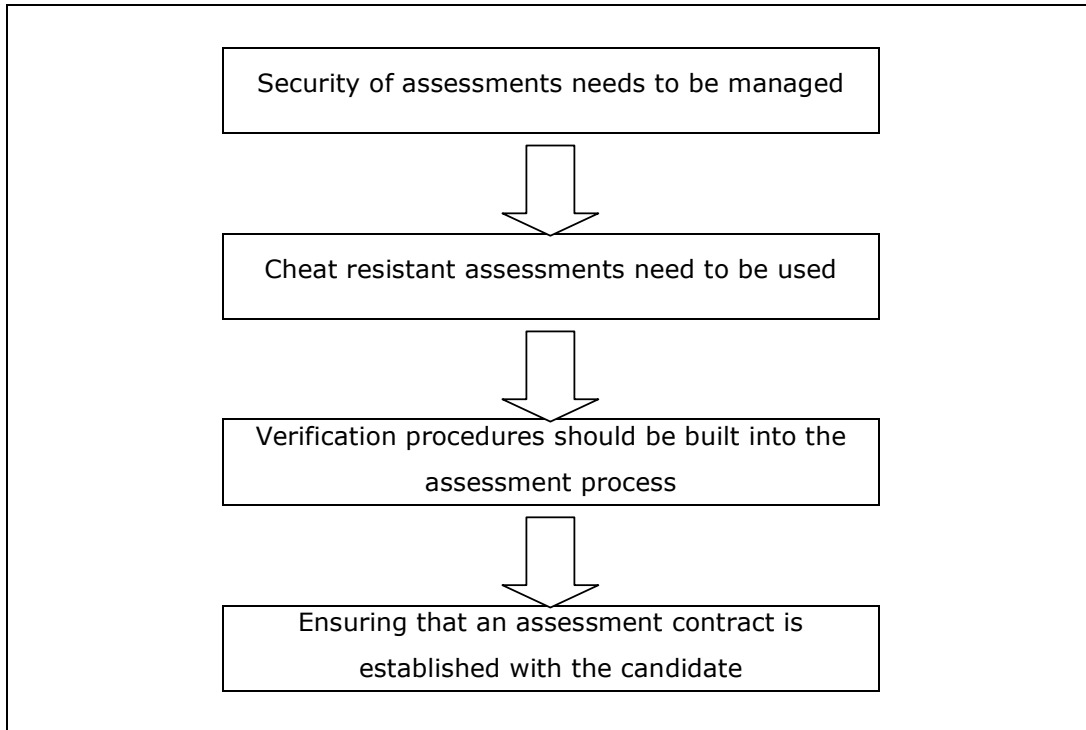 Security of assessments needs to be managed
Cheat resistant assessments need to be used
Verification procedures should be built into the
assessment process
Ensuring that an assessment contract is
established with the candidate